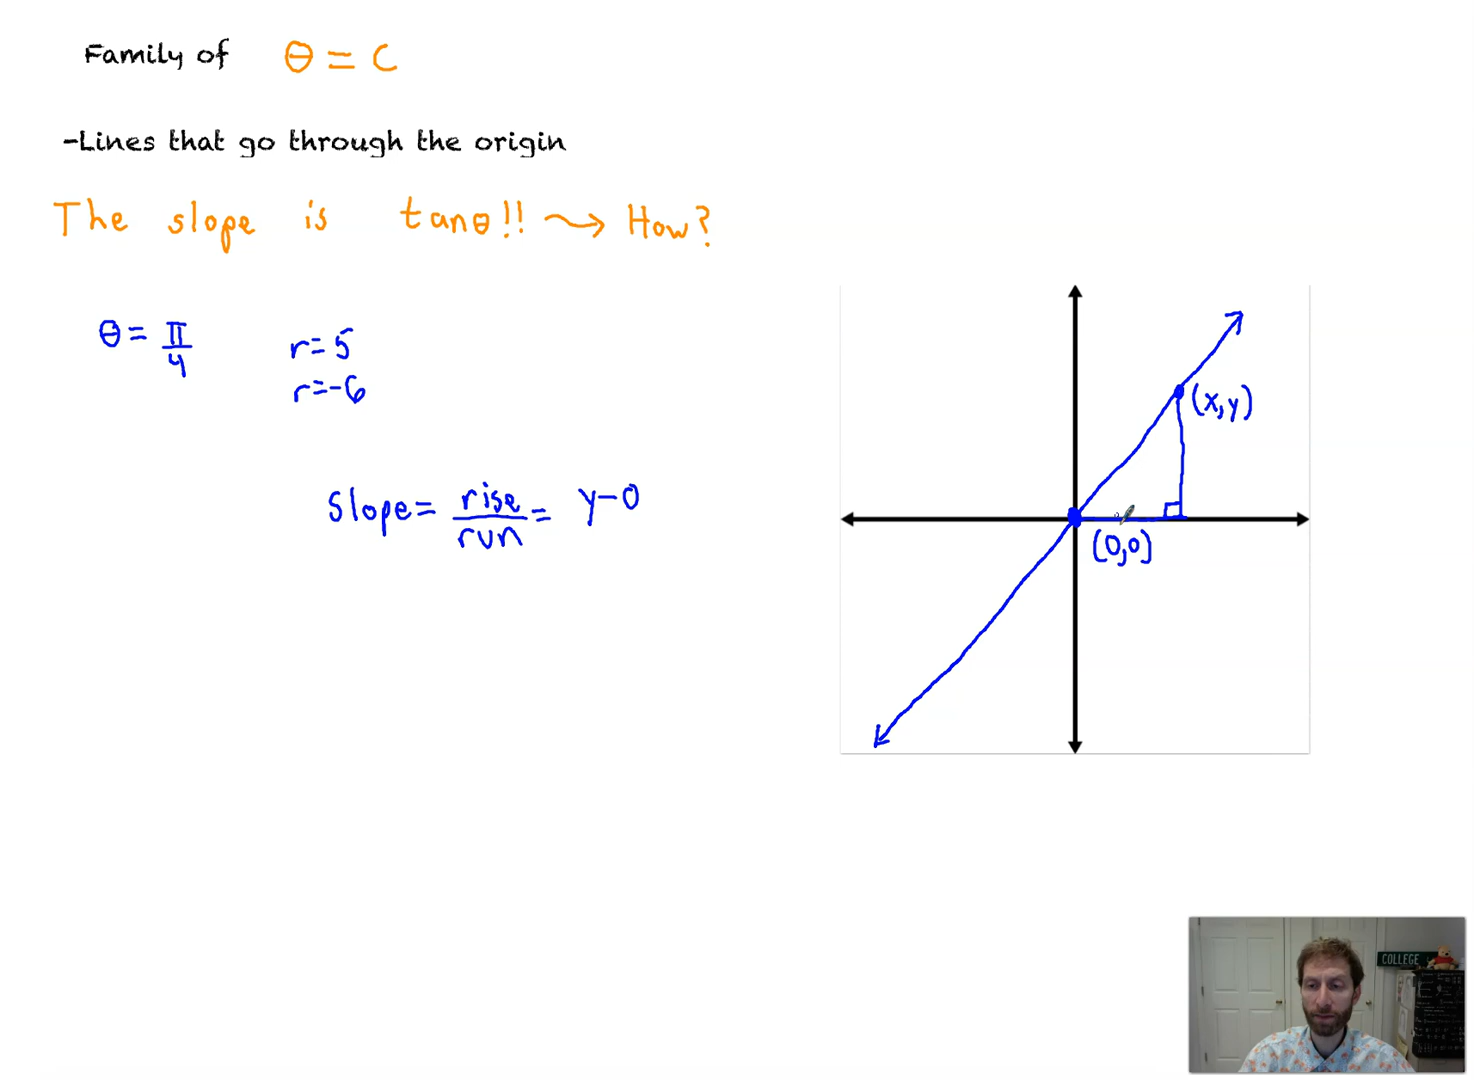 Family of θ = C
-Lines that go through the origin
The slope is tanθ!! → How?
θ = π/4
r = 5
r = -6
Slope = rise/run = y-0
(x,y)
(0,0)
COLLEGE